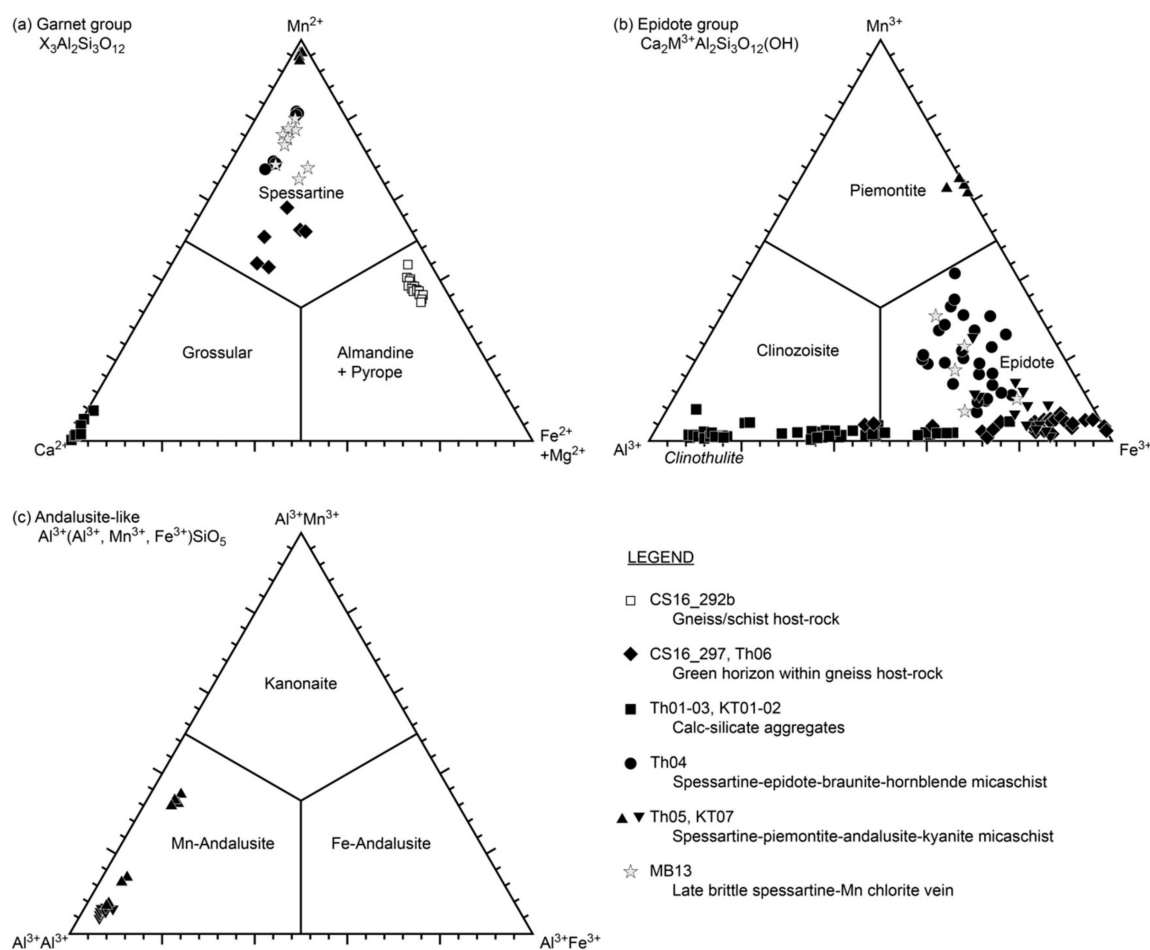 (a) Garnet group
X₃Al₂Si₃O₁₂
Mn²⁺
Spessartine
Grossular
Almandine
+ Pyrope
Ca²⁺
Fe²⁺
+Mg²⁺
(b) Epidote group
Ca₂M³⁺Al₂Si₃O₁₂(OH)
Mn³⁺
Piemontite
Clinozoisite
Epidote
Al³⁺
Clinothulite
Fe³⁺
(c) Andalusite-like
Al³⁺(Al³⁺, Mn³⁺, Fe³⁺)SiO₅
Al³⁺Mn³⁺
Kanonaite
Mn-Andalusite
Fe-Andalusite
Al³⁺Al³⁺
Al³⁺Fe³⁺
LEGEND
CS16_292b
Gneiss/schist host-rock
CS16_297, Th06
Green horizon within gneiss host-rock
Th01-03, KT01-02
Calc-silicate aggregates
Th04
Spessartine-epidote-braunite-hornblende micaschist
Th05, KT07
Spessartine-piemontite-andalusite-kyanite micaschist
MB13
Late brittle spessartine-Mn chlorite vein